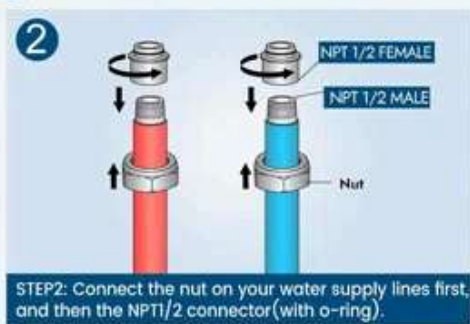 2
NPT 1/2 FEMALE
NPT 1/2 MALE
Nut
STEP2: Connect the nut on your water supply lines first,
and then the NPT1/2 connector(with o-ring).